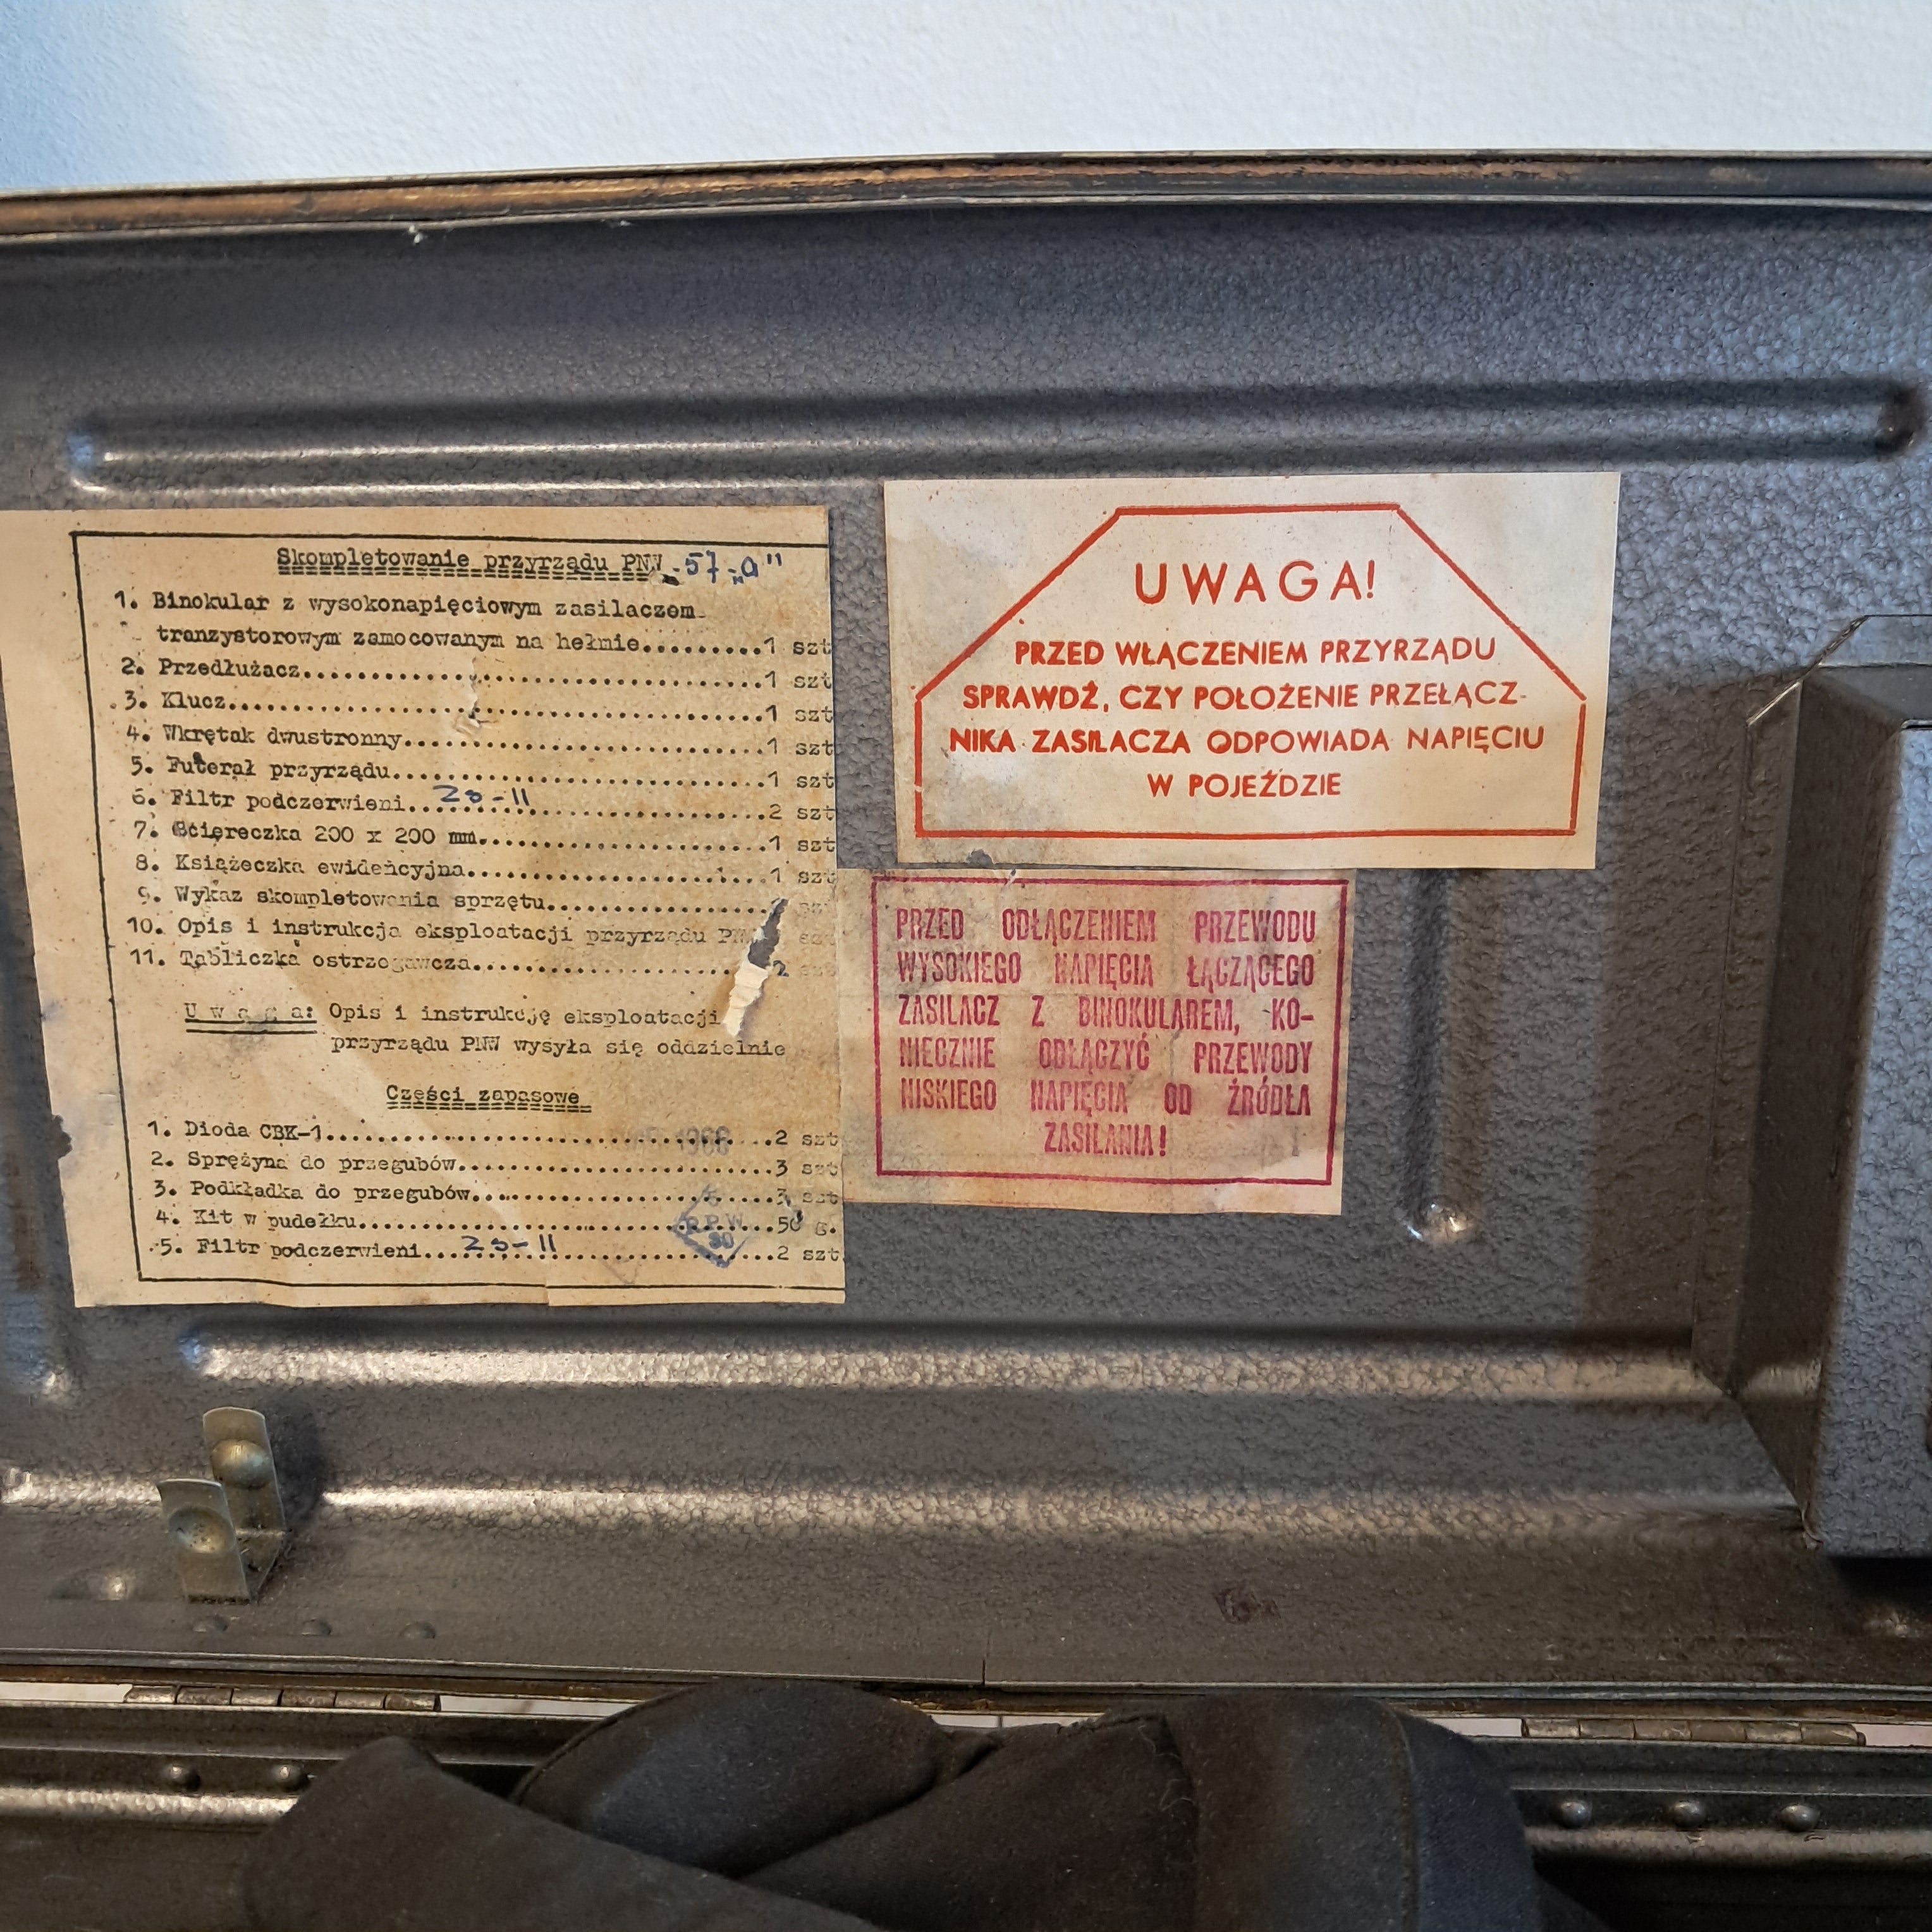 Skompletowanie przyrządu PNW-57-„a"
1. Binokular z wysokonapięciowym zasilaczem
tranzystorowym zamocowanym na hełmie.........1 szt
2. Przedłużacz....................................1 szt
3. Klucz..........................................1 szt
4. Wkrętak dwustronny.............................1 szt
5. Futerał przyrządu..............................1 szt
6. Filtr podczerwieni.............................2 szt
7. Ściereczka 200 x 200 mm........................1 szt
8. Książeczka ewidencyjna.........................1 szt
9. Wykaz skompletowania sprzętu...................
10. Opis i instrukcja eksploatacji przyrządu szt
11. Tabliczka ostrzegawcza........................2 szt
U w a g a: Opis i instrukcję eksploatacji
przyrządu PNW wysyła się oddzielnie
Części zapasowe
1. Dioda CBK-1....................................2 szt
1968
2. Sprężyna do przegubów..........................3 szt
3. Podkładka do przegubów.........................3 szt
4. Kit w pudełku..................................50 g.
5. Filtr podczerwieni.............................2 szt
UWAGA!
PRZED WŁĄCZENIEM PRZYRZĄDU
SPRAWDŹ, CZY POŁOŻENIE PRZEŁĄCZ-
NIKA ZASILACZA ODPOWIADA NAPIĘCIU
W POJEŹDZIE
PRZED ODŁĄCZENIEM PRZEWODU
WYSOKIEGO NAPIĘCIA ŁĄCZĄCEGO
ZASILACZ Z BINOKULAREM, KO-
NIECZNIE ODŁĄCZYĆ PRZEWODY
NISKIEGO NAPIĘCIA OD ŹRÓDŁA
ZASILANIA!